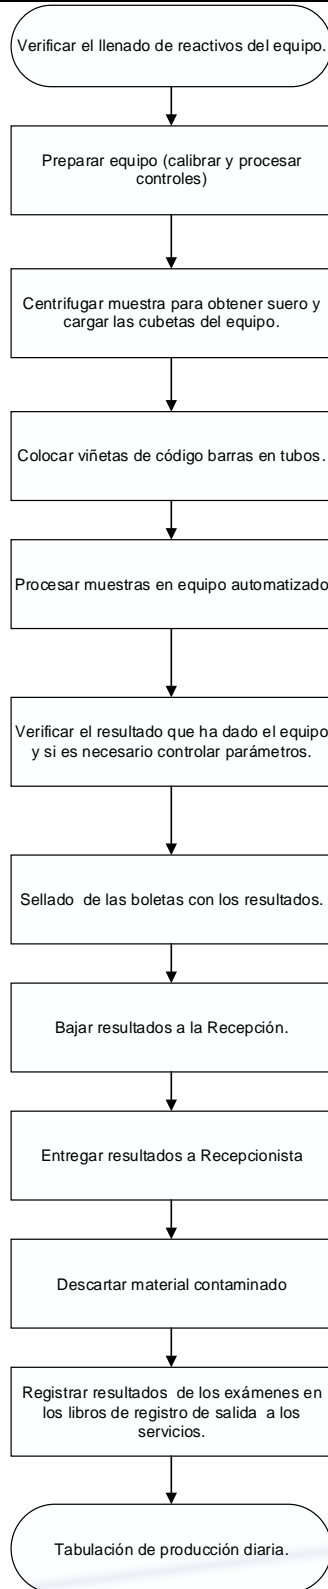 Verificar el llenado de reactivos del equipo.
Preparar equipo (calibrar y procesar
controles)
Centrifugar muestra para obtener suero y
cargar las cubetas del equipo.
Colocar viñetas de código barras en tubos.
Procesar muestras en equipo automatizado
Verificar el resultado que ha dado el equipo
y si es necesario controlar parámetros.
Sellado de las boletas con los resultados.
Bajar resultados a la Recepción.
Entregar resultados a Recepcionista
Descartar material contaminado
Registrar resultados de los exámenes en
los libros de registro de salida a los
servicios.
Tabulación de producción diaria.